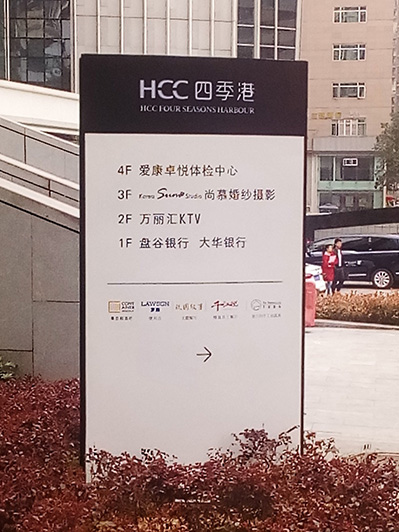 HCC 四季港
HCC FOUR SEASONS HARBOUR
4F 爱康卓悦体检中心
3F Korea Sum Studio 尚慕婚纱摄影
2F 万丽汇KTV
1F 盘谷银行 大华银行
LAWEGN